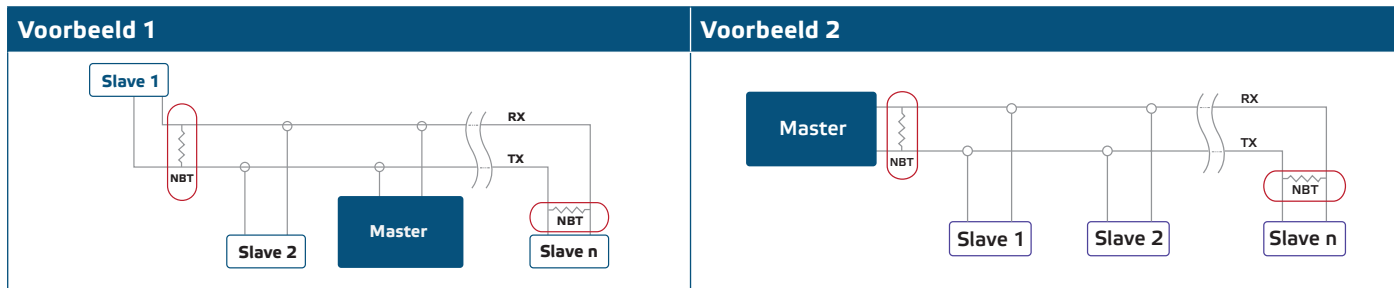 Voorbeeld 1
Slave 1
RX
TX
NBT
NBT
Master
Slave 2
Slave n
Voorbeeld 2
RX
Master
TX
NBT
NBT
Slave 1
Slave 2
Slave n